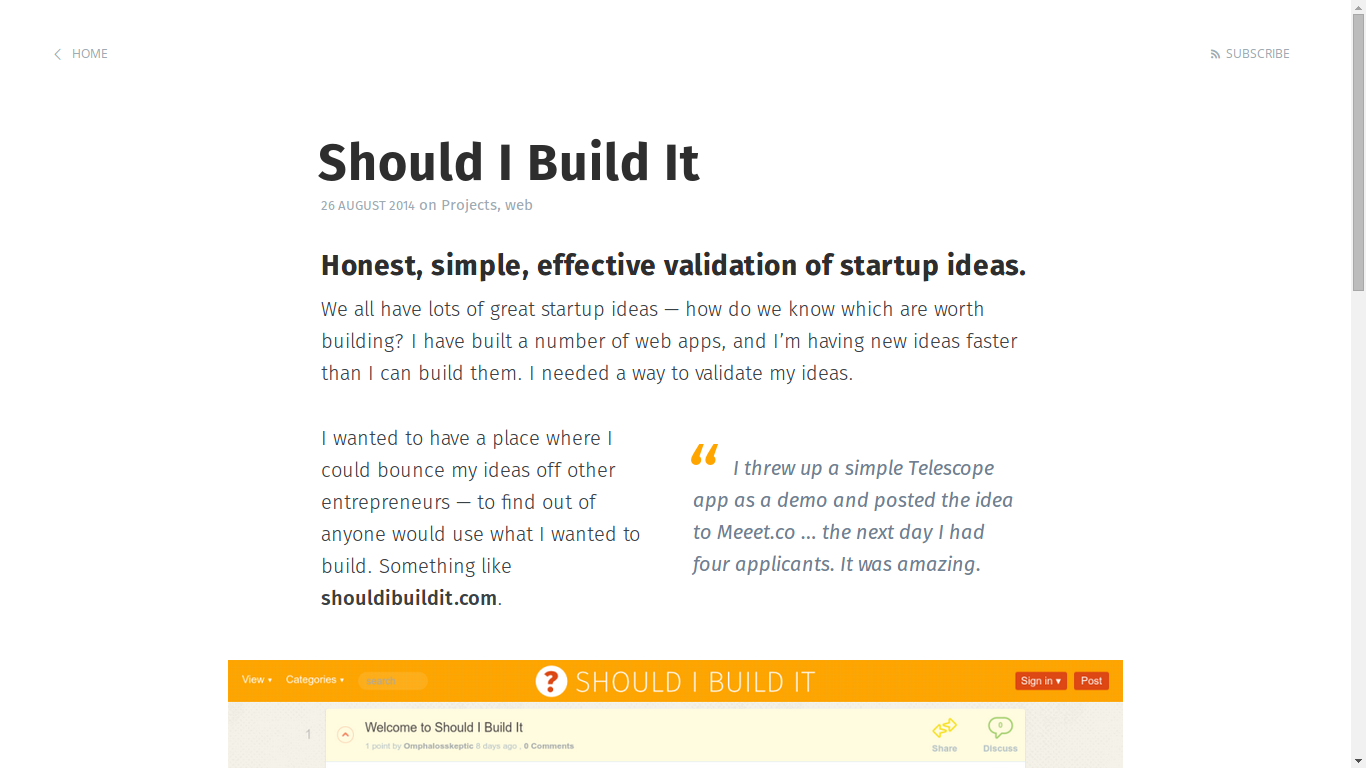 HOME
SUBSCRIBE
Should I Build It
26 AUGUST 2014 on Projects, web
Honest, simple, effective validation of startup ideas.
We all have lots of great startup ideas — how do we know which are worth
building? I have built a number of web apps, and I’m having new ideas faster
than I can build them. I needed a way to validate my ideas.
I wanted to have a place where I
could bounce my ideas off other
entrepreneurs — to find out of
anyone would use what I wanted to
build. Something like
shouldibuildit.com.
“ I threw up a simple Telescope
app as a demo and posted the idea
to Meeet.co ... the next day I had
four applicants. It was amazing.
View ▾ Categories ▾ search
? SHOULD I BUILD IT
Sign in ▾ Post
1
Welcome to Should I Build It
1 point by Omphalosskeptic 8 days ago , 0 Comments
Share
0
Discuss